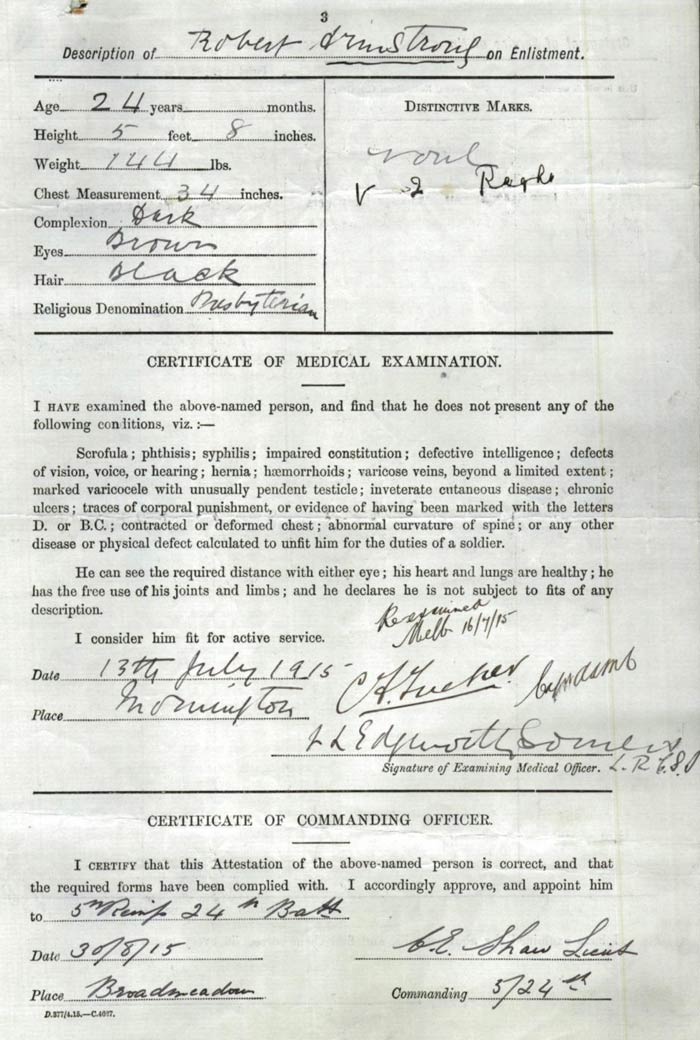 3
Description of Robert Armstrong on Enlistment.
Age 24 years months.
Height 5 feet 8 inches.
Weight 144 lbs.
Chest Measurement 34 inches.
Complexion Dark
Eyes Brown
Hair Black
Religious Denomination Presbyterian
DISTINCTIVE MARKS.
V 2
CERTIFICATE OF MEDICAL EXAMINATION.
I HAVE examined the above-named person, and find that he does not present any of the
following conditions, viz.:—
Scrofula; phthisis; syphilis; impaired constitution; defective intelligence; defects
of vision, voice, or hearing; hernia; hæmorrhoids; varicose veins, beyond a limited extent;
marked varicocele with unusually pendent testicle; inveterate cutaneous disease; chronic
ulcers; traces of corporal punishment, or evidence of having been marked with the letters
D. or B.C.; contracted or deformed chest; abnormal curvature of spine; or any other
disease or physical defect calculated to unfit him for the duties of a soldier.
He can see the required distance with either eye; his heart and lungs are healthy; he
has the free use of his joints and limbs; and he declares he is not subject to fits of any
description.
Reexamined
Melb 16/7/15
I consider him fit for active service.
Date 13th July 1915
Place Mornington
C H Tucker Capt AAMC
L Edgworth Somers
Signature of Examining Medical Officer.
CERTIFICATE OF COMMANDING OFFICER.
I CERTIFY that this Attestation of the above-named person is correct, and that
the required forms have been complied with. I accordingly approve, and appoint him
to 5th Reinf 24th Batt
Date 30/8/15
C.E. Shaw Lieut
Place Broadmeadows
Commanding 5/24th
D.377/4.15.—C.4627.